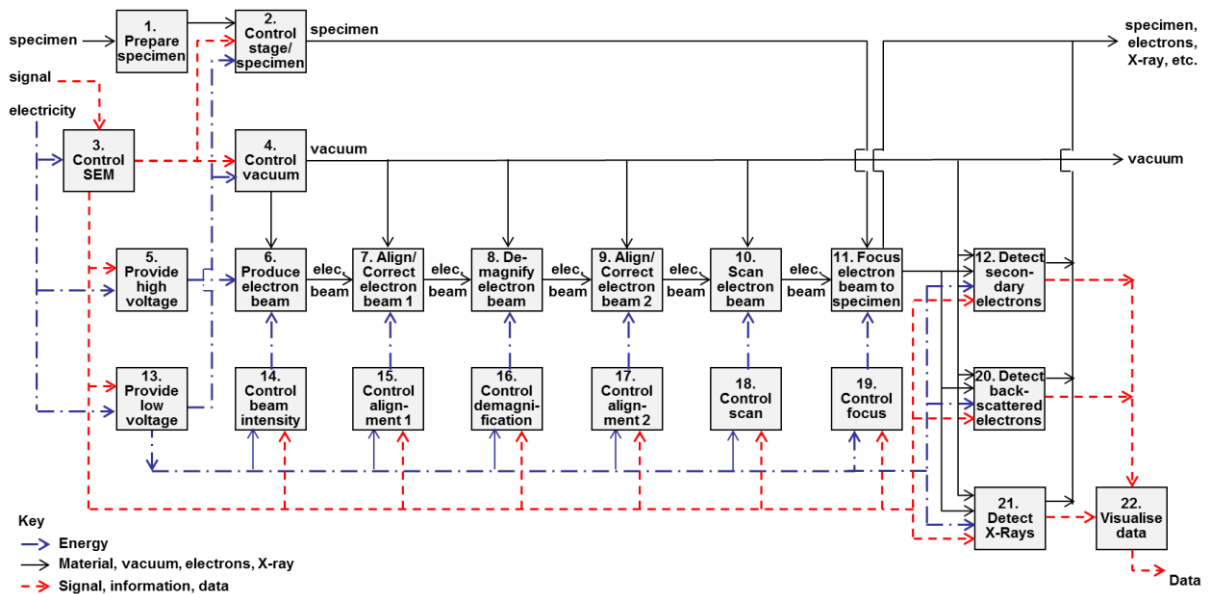 specimen
1.
Prepare
specimen
2.
Control
stage/
specimen
specimen
specimen,
electrons,
X-ray, etc.
signal
electricity
3.
Control
SEM
4.
Control
vacuum
vacuum
vacuum
5.
Provide
high
voltage
6.
Produce
electron
beam
elec.
beam
7. Align/
Correct
electron
beam 1
elec.
beam
8. De-
magnify
electron
beam
elec.
beam
9. Align/
Correct
electron
beam 2
elec.
beam
10.
Scan
electron
beam
elec.
beam
11. Focus
electron
beam to
specimen
12. Detect
secon-
dary
electrons
13.
Provide
low
voltage
14.
Control
beam
intensity
15.
Control
align-
ment 1
16.
Control
demagni-
fication
17.
Control
align-
ment 2
18.
Control
scan
19.
Control
focus
20. Detect
back-
scattered
electrons
21.
Detect
X-Rays
22.
Visualise
data
Data
Key
Energy
Material, vacuum, electrons, X-ray
Signal, information, data